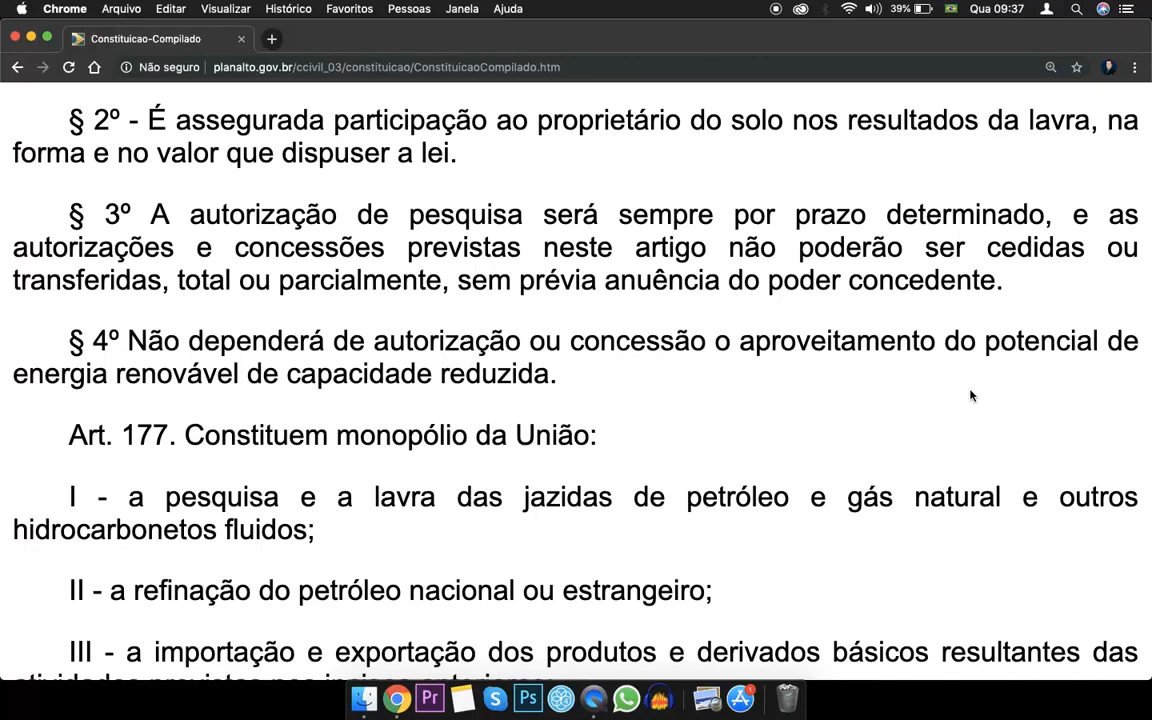 Chrome Arquivo Editar Visualizar Histórico Favoritos Pessoas Janela Ajuda 39% Qua 09:37
Constituicao-Compilado
Não seguro planalto.gov.br/ccivil_03/constituicao/ConstituicaoCompilado.htm
§ 2º - É assegurada participação ao proprietário do solo nos resultados da lavra, na
forma e no valor que dispuser a lei.
§ 3º A autorização de pesquisa será sempre por prazo determinado, e as
autorizações e concessões previstas neste artigo não poderão ser cedidas ou
transferidas, total ou parcialmente, sem prévia anuência do poder concedente.
§ 4º Não dependerá de autorização ou concessão o aproveitamento do potencial de
energia renovável de capacidade reduzida.
Art. 177. Constituem monopólio da União:
I - a pesquisa e a lavra das jazidas de petróleo e gás natural e outros
hidrocarbonetos fluidos;
II - a refinação do petróleo nacional ou estrangeiro;
III - a importação e exportação dos produtos e derivados básicos resultantes das
Pr S Ps 1